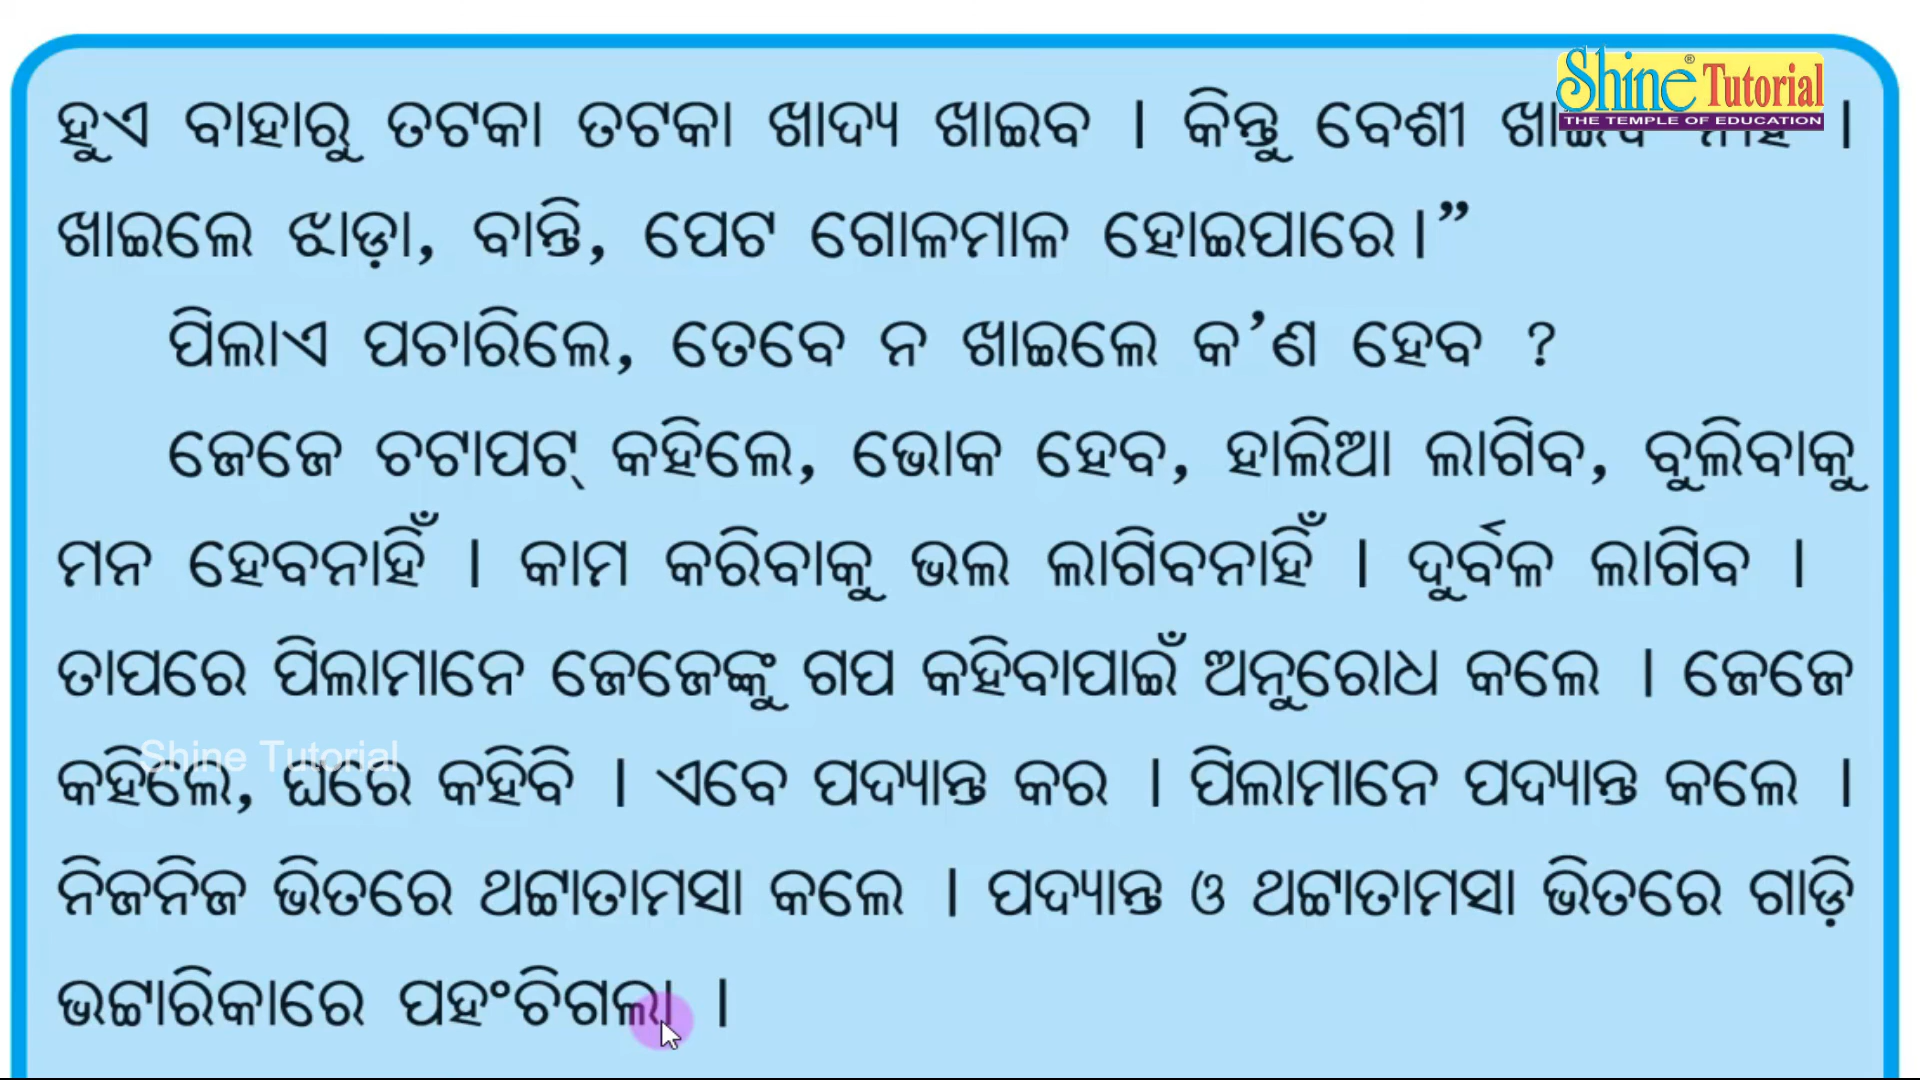 Shine® Tutorial
THE TEMPLE OF EDUCATION
ହୁଏ ବାହାରୁ ତଟକା ତଟକା ଖାଦ୍ୟ ଖାଇବ । କିନ୍ତୁ ବେଶୀ ଖାଇବ ନାହିଁ ।
ଖାଇଲେ ଝାଡ଼ା, ବାନ୍ତି, ପେଟ ଗୋଳମାଳ ହୋଇପାରେ।”
ପିଲାଏ ପଚାରିଲେ, ତେବେ ନ ଖାଇଲେ କ’ଣ ହେବ ?
ଜେଜେ ଚଟାପଟ୍ କହିଲେ, ଭୋକ ହେବ, ହାଲିଆ ଲାଗିବ, ବୁଲିବାକୁ
ମନ ହେବନାହିଁ । କାମ କରିବାକୁ ଭଲ ଲାଗିବନାହିଁ । ଦୁର୍ବଳ ଲାଗିବ ।
ତାପରେ ପିଲାମାନେ ଜେଜେଙ୍କୁ ଗପ କହିବାପାଇଁ ଅନୁରୋଧ କଲେ । ଜେଜେ
କହିଲେ, ଘରେ କହିବି । ଏବେ ପଦ୍ୟାନ୍ତ କର । ପିଲାମାନେ ପଦ୍ୟାନ୍ତ କଲେ ।
Shine Tutorial
ନିଜନିଜ ଭିତରେ ଥଟ୍ଟାତାମସା କଲେ । ପଦ୍ୟାନ୍ତ ଓ ଥଟ୍ଟାତାମସା ଭିତରେ ଗାଡ଼ି
ଭଟ୍ଟାରିକାରେ ପହଂଚିଗଲା ।